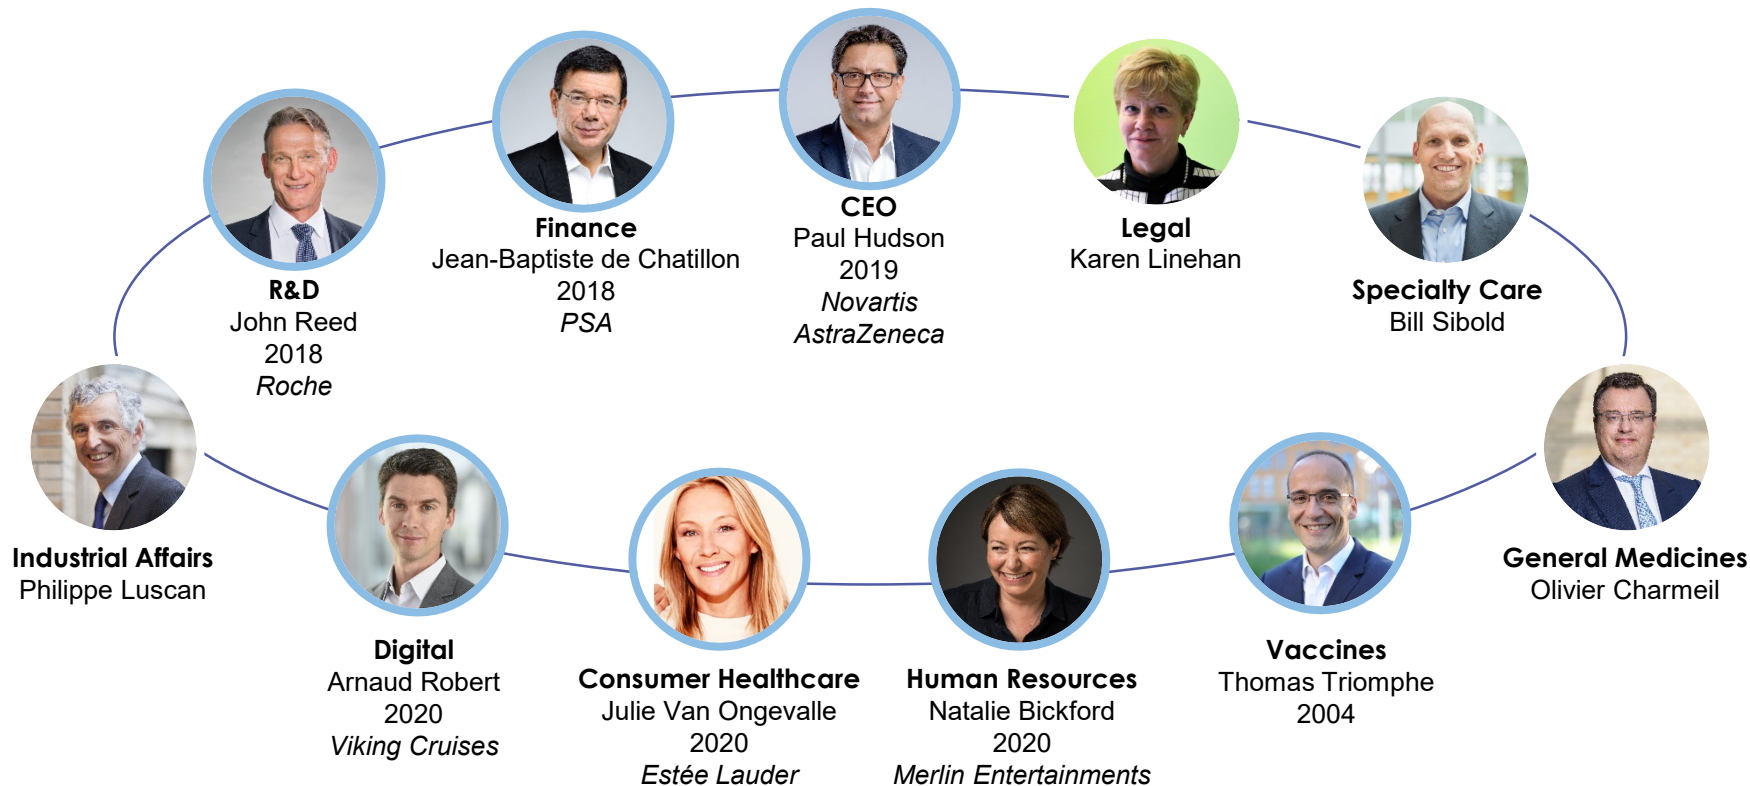 R&D
John Reed
2018
Roche
Finance
Jean-Baptiste de Chatillon
2018
PSA
CEO
Paul Hudson
2019
Novartis
AstraZeneca
Legal
Karen Linehan
Specialty Care
Bill Sibold
Industrial Affairs
Philippe Luscan
Digital
Arnaud Robert
2020
Viking Cruises
Consumer Healthcare
Julie Van Ongevalle
2020
Estée Lauder
Human Resources
Natalie Bickford
2020
Merlin Entertainments
Vaccines
Thomas Triomphe
2004
General Medicines
Olivier Charmeil